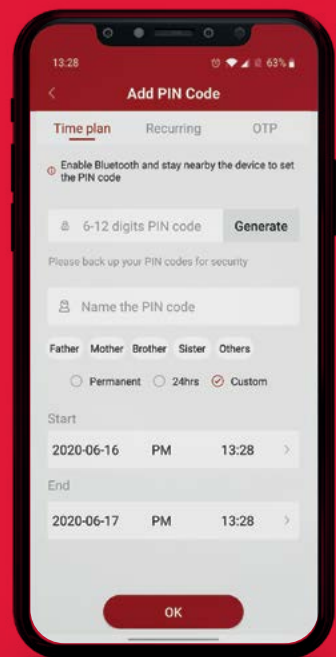 13:28 63%
Add PIN Code
Time plan Recurring OTP
Enable Bluetooth and stay nearby the device to set
the PIN code
6-12 digits PIN code Generate
Please back up your PIN codes for security
Name the PIN code
Father Mother Brother Sister Others
Permanent 24hrs Custom
Start
2020-06-16 PM 13:28
End
2020-06-17 PM 13:28
OK